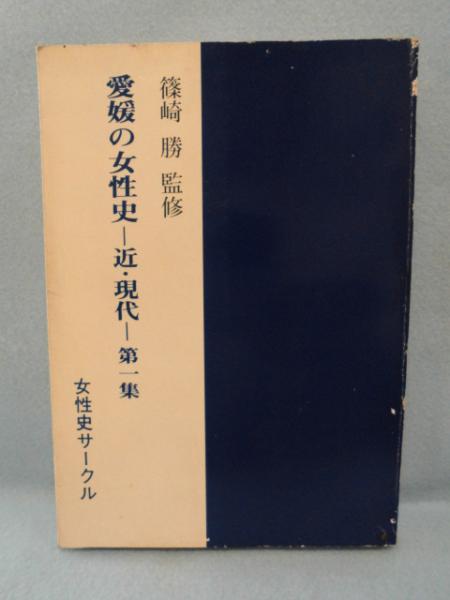 篠崎 勝 監修
愛媛の女性史―近・現代―第一集
女性史サークル